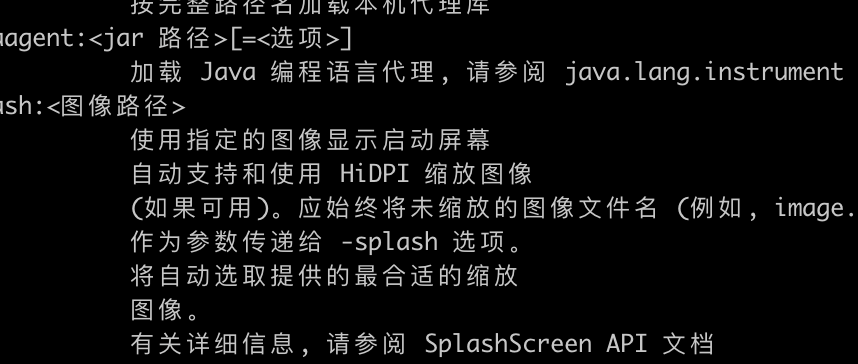 按完整路径名加载本机代理库
agent:<jar 路径>[=<选项>]
加载 Java 编程语言代理, 请参阅 java.lang.instrument
ash:<图像路径>
使用指定的图像显示启动屏幕
自动支持和使用 HiDPI 缩放图像
(如果可用)。应始终将未缩放的图像文件名 (例如, image.
作为参数传递给 -splash 选项。
将自动选取提供的最合适的缩放
图像。
有关详细信息, 请参阅 SplashScreen API 文档